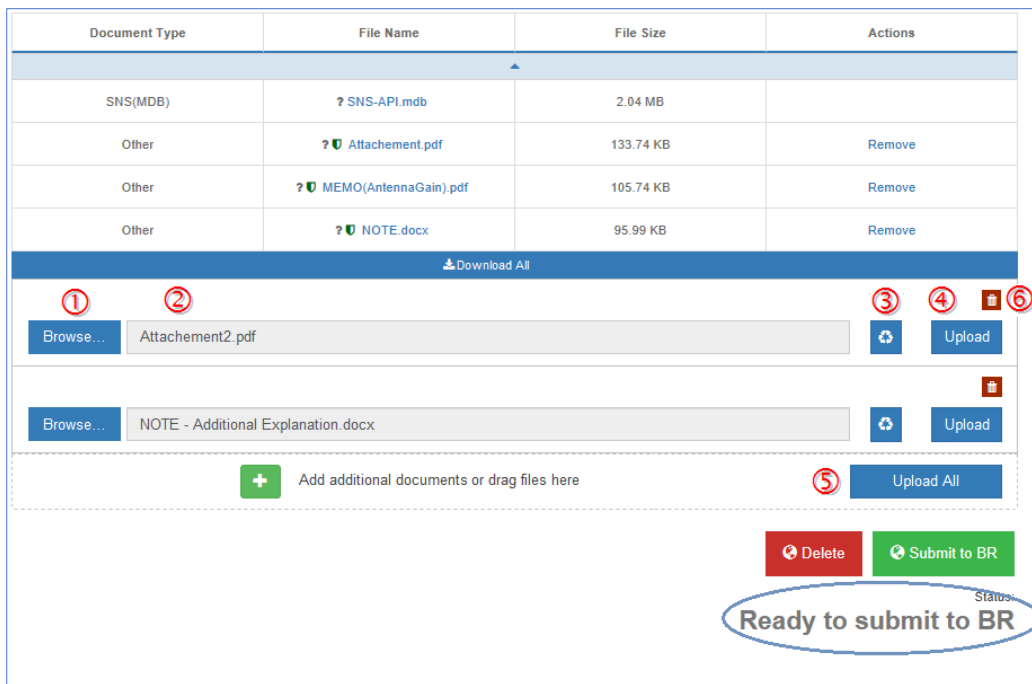 Document Type File Name File Size Actions
SNS(MDB) ? SNS-API.mdb 2.04 MB
Other ? Attachement.pdf 133.74 KB Remove
Other ? MEMO(AntennaGain).pdf 105.74 KB Remove
Other ? NOTE.docx 95.99 KB Remove
Download All
① ② ③ ④ ⑥
Browse... Attachement2.pdf Upload
Browse... NOTE - Additional Explanation.docx Upload
+ Add additional documents or drag files here ⑤ Upload All
Delete Submit to BR
Status:
Ready to submit to BR